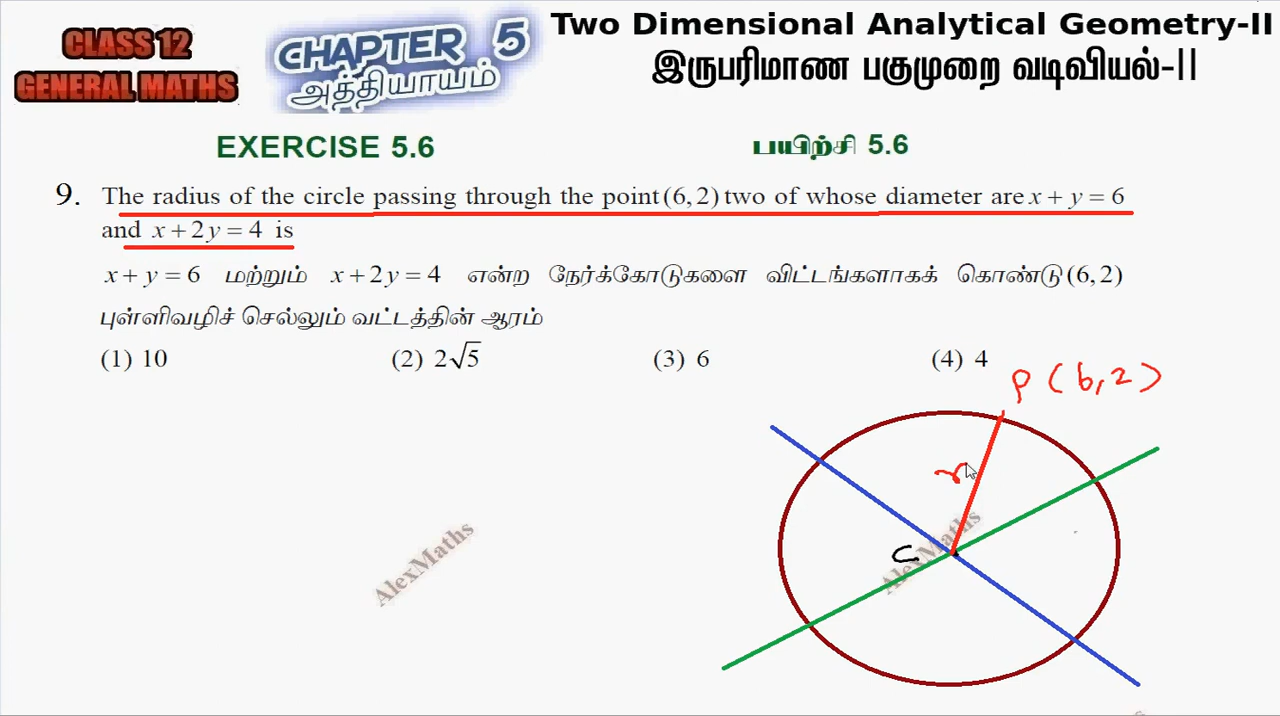 CLASS 12
GENERAL MATHS
CHAPTER 5
அத்தியாயம்
Two Dimensional Analytical Geometry-II
இருபரிமாண பகுமுறை வடிவியல்-II
EXERCISE 5.6
பயிற்சி 5.6
9. The radius of the circle passing through the point (6, 2) two of whose diameter are x + y = 6
and x + 2y = 4 is
x + y = 6 மற்றும் x + 2y = 4 என்ற நேர்க்கோடுகளை விட்டங்களாகக் கொண்டு (6, 2)
புள்ளிவழிச் செல்லும் வட்டத்தின் ஆரம்
(1) 10 (2) 2√5 (3) 6 (4) 4
P (6,2)
r
C
AlexMaths
AlexMaths